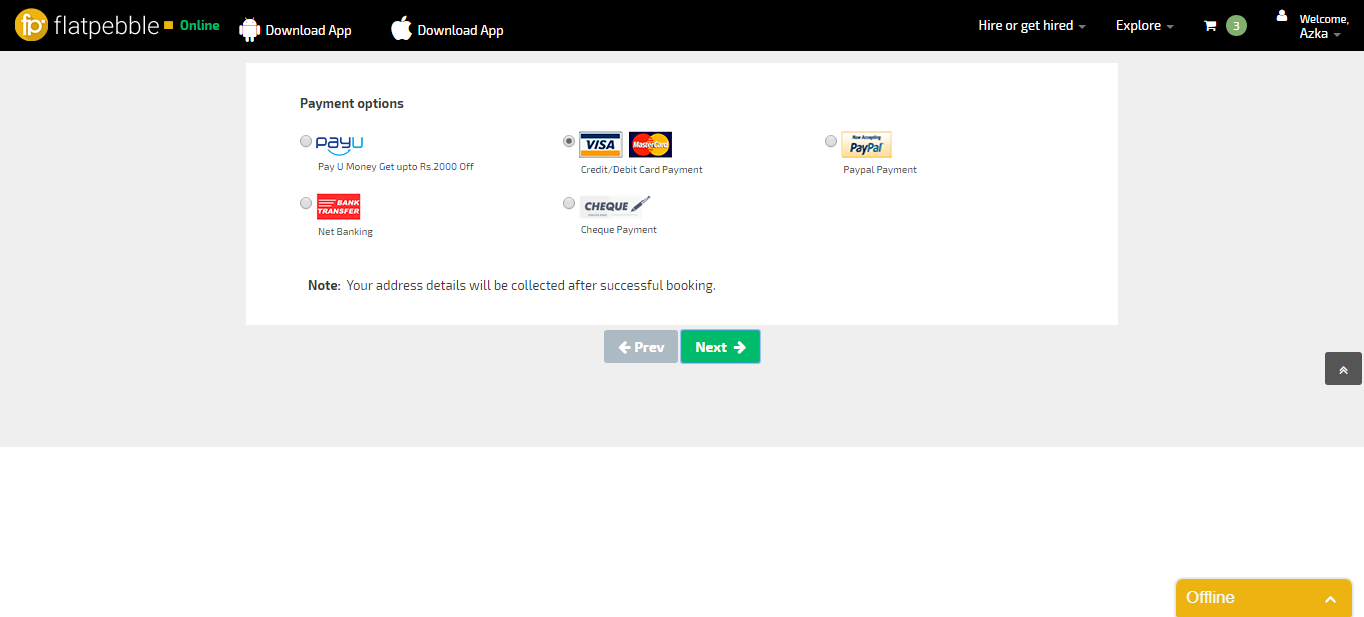 fp flatpebble Online Download App Download App Hire or get hired Explore 3 Welcome,
Azka
Payment options
PayU VISA MasterCard Now Accepting
PayPal
Pay U Money Get upto Rs.2000 Off Credit/Debit Card Payment Paypal Payment
BANK
TRANSFER CHEQUE
Net Banking Cheque Payment
Note: Your address details will be collected after successful booking.
Prev Next
Offline